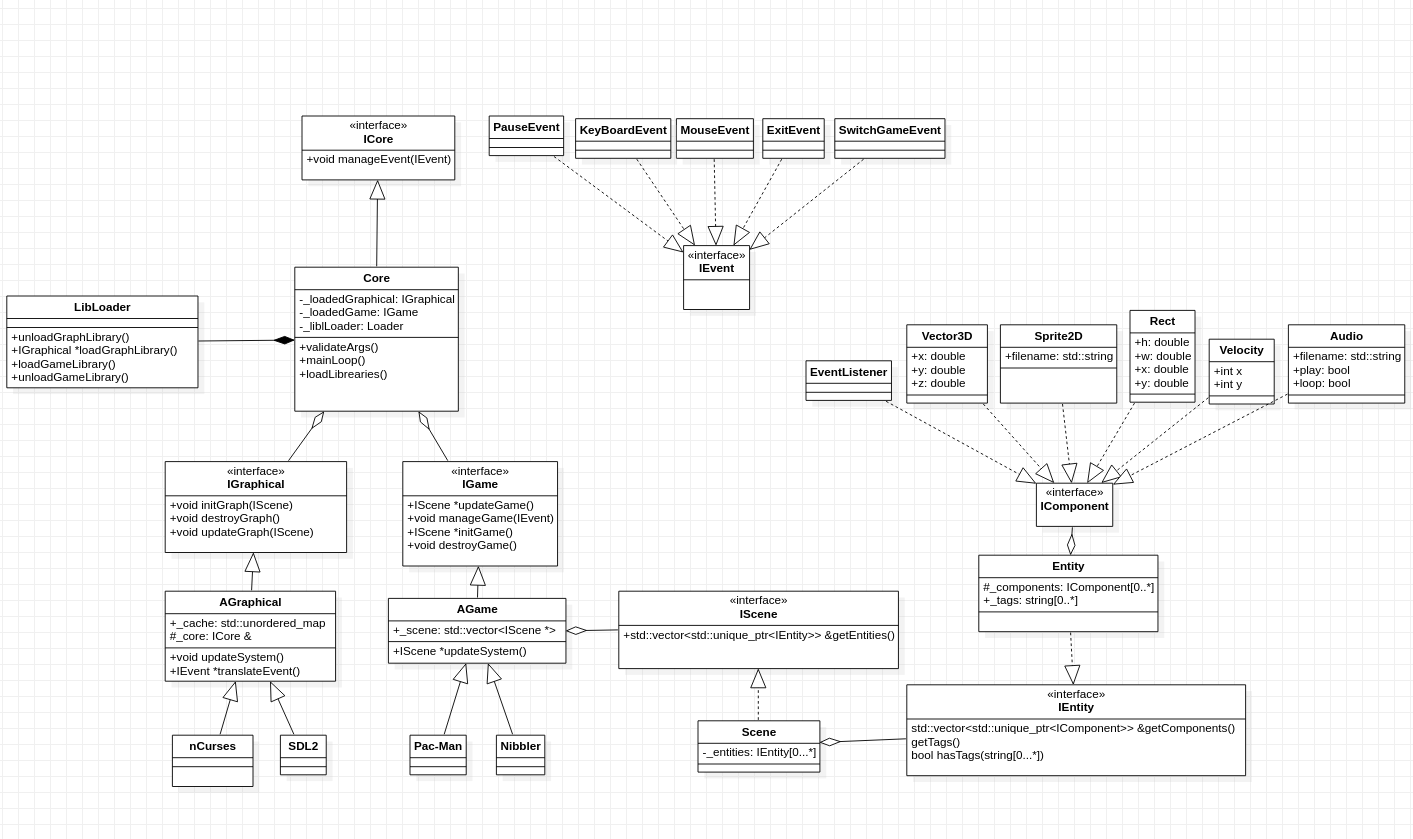 «interface»
ICore
+void manageEvent(IEvent)
PauseEvent
KeyBoardEvent
MouseEvent
ExitEvent
SwitchGameEvent
«interface»
IEvent
Core
-_loadedGraphical: IGraphical
-_loadedGame: IGame
-_liblLoader: Loader
+validateArgs()
+mainLoop()
+loadLibrearies()
LibLoader
+unloadGraphLibrary()
+IGraphical *loadGraphLibrary()
+loadGameLibrary()
+unloadGameLibrary()
EventListener
Vector3D
+x: double
+y: double
+z: double
Sprite2D
+filename: std::string
Rect
+h: double
+w: double
+x: double
+y: double
Velocity
+int x
+int y
Audio
+filename: std::string
+play: bool
+loop: bool
«interface»
IGraphical
+void initGraph(IScene)
+void destroyGraph()
+void updateGraph(IScene)
«interface»
IGame
+IScene *updateGame()
+void manageGame(IEvent)
+IScene *initGame()
+void destroyGame()
«interface»
IComponent
Entity
#_components: IComponent[0..*]
+_tags: string[0..*]
AGraphical
+_cache: std::unordered_map
#_core: ICore &
+void updateSystem()
+IEvent *translateEvent()
AGame
+_scene: std::vector<IScene *>
+IScene *updateSystem()
«interface»
IScene
+std::vector<std::unique_ptr<IEntity>> &getEntities()
«interface»
IEntity
std::vector<std::unique_ptr<IComponent>> &getComponents()
getTags()
bool hasTags(string[0...*])
nCurses
SDL2
Pac-Man
Nibbler
Scene
-_entities: IEntity[0...*]